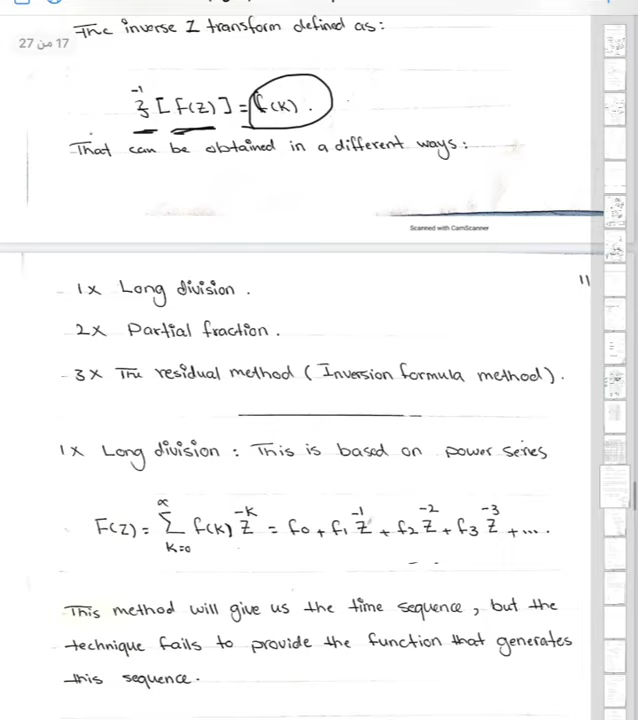 The inverse Z transform defined as:
17 من 27
𝒵⁻¹ [F(Z)] = f(K).
That can be obtained in a different ways:
Scanned with CamScanner
11
1x Long division.
2x Partial fraction.
- 3x The residual method (Inversion formula method).
1x Long division : This is based on power series
F(Z) = ∑_{K=0}^{∞} f(K) Z^{-K} = f0 + f1 Z^{-1} + f2 Z^{-2} + f3 Z^{-3} + ....
This method will give us the time sequence, but the
technique fails to provide the function that generates
this sequence.